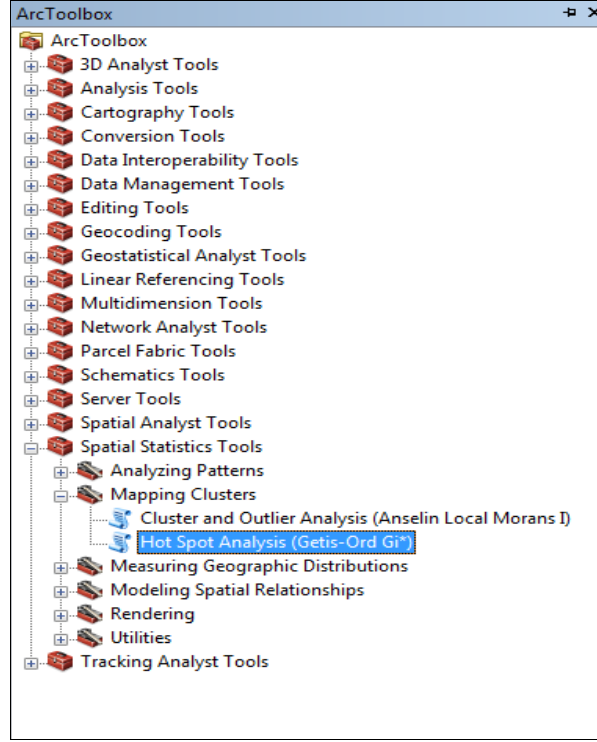 ArcToolbox
ArcToolbox
3D Analyst Tools
Analysis Tools
Cartography Tools
Conversion Tools
Data Interoperability Tools
Data Management Tools
Editing Tools
Geocoding Tools
Geostatistical Analyst Tools
Linear Referencing Tools
Multidimension Tools
Network Analyst Tools
Parcel Fabric Tools
Schematics Tools
Server Tools
Spatial Analyst Tools
Spatial Statistics Tools
Analyzing Patterns
Mapping Clusters
Cluster and Outlier Analysis (Anselin Local Morans I)
Hot Spot Analysis (Getis-Ord Gi*)
Measuring Geographic Distributions
Modeling Spatial Relationships
Rendering
Utilities
Tracking Analyst Tools